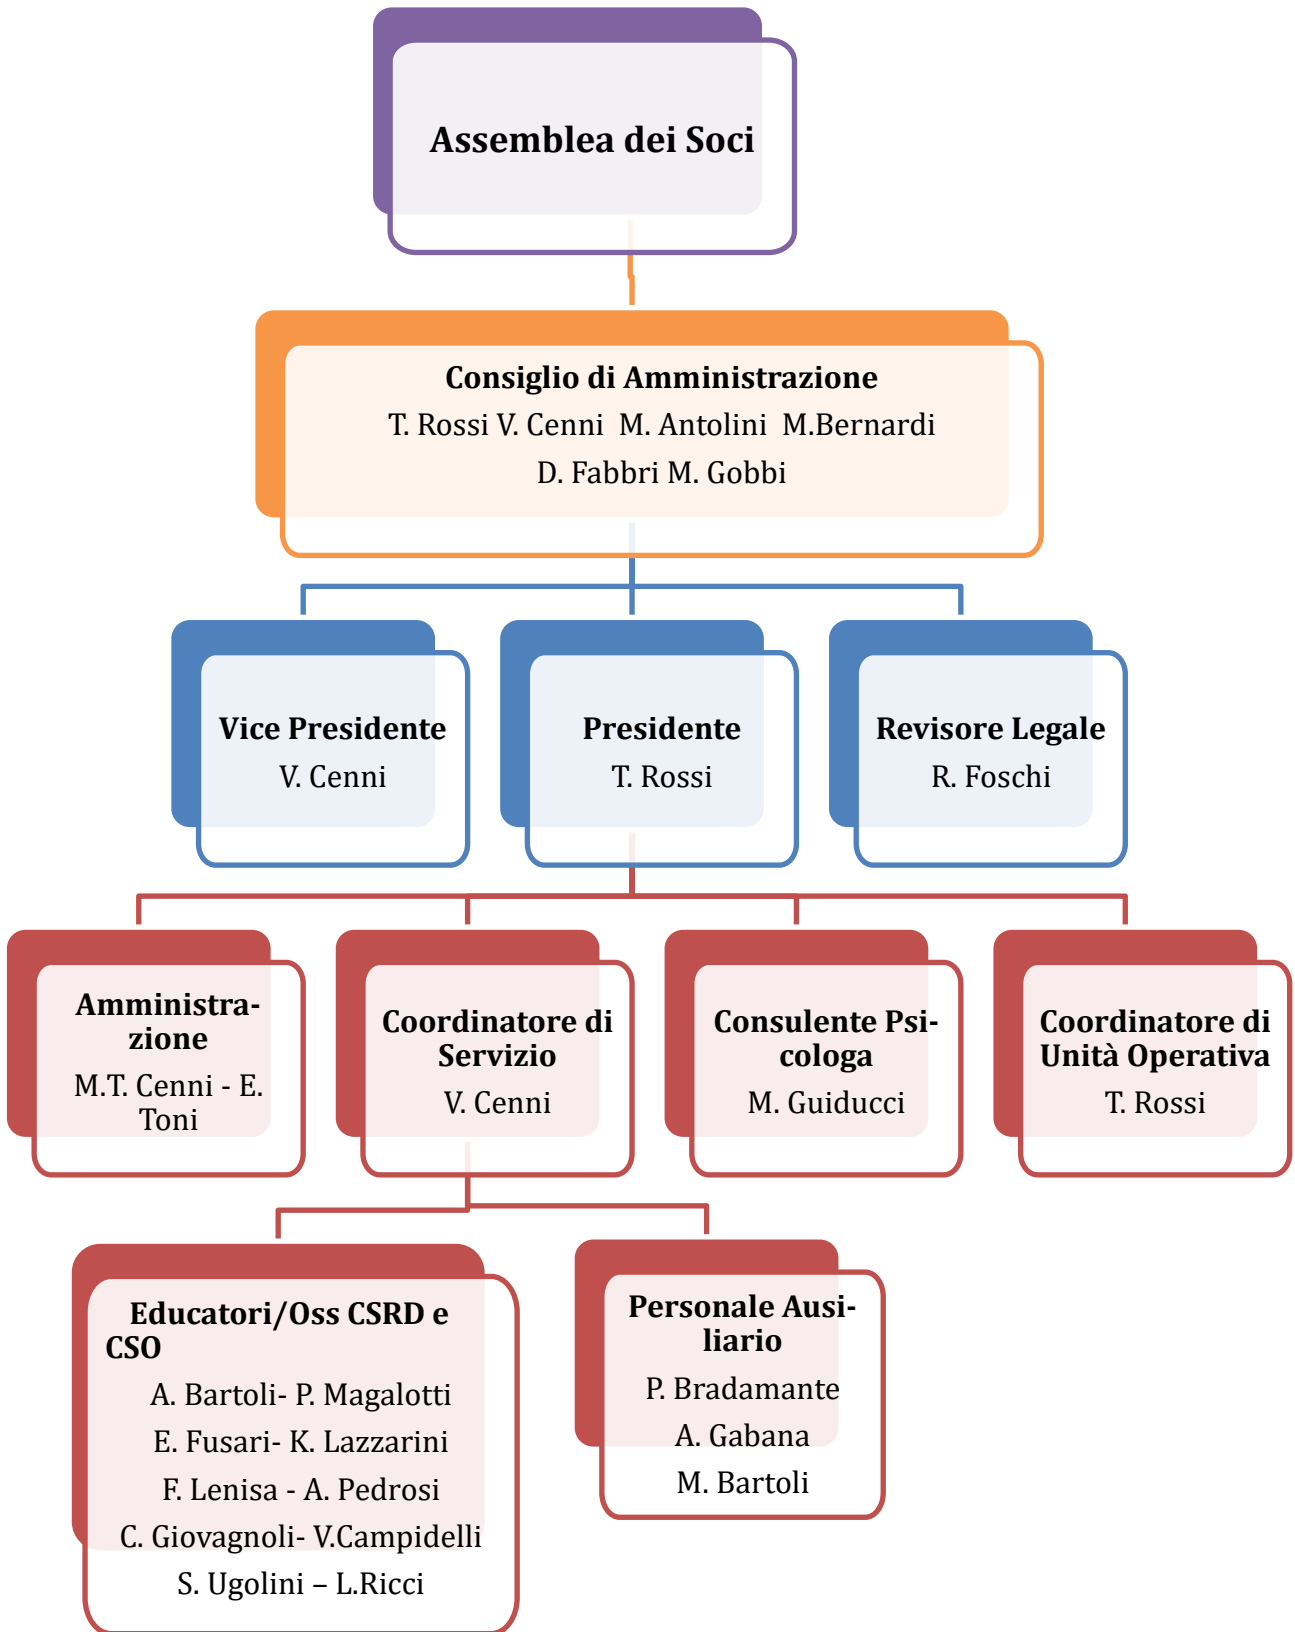 Assemblea dei Soci
Consiglio di Amministrazione
T. Rossi V. Cenni  M. Antolini  M.Bernardi
D. Fabbri M. Gobbi
Vice Presidente
V. Cenni
Presidente
T. Rossi
Revisore Legale
R. Foschi
Amministra-
zione
M.T. Cenni - E.
Toni
Coordinatore di
Servizio
V. Cenni
Consulente Psi-
cologa
M. Guiducci
Coordinatore di
Unità Operativa
T. Rossi
Educatori/Oss CSRD e
CSO
A. Bartoli- P. Magalotti
E. Fusari- K. Lazzarini
F. Lenisa - A. Pedrosi
C. Giovagnoli- V.Campidelli
S. Ugolini – L.Ricci
Personale Ausi-
liario
P. Bradamante
A. Gabana
M. Bartoli